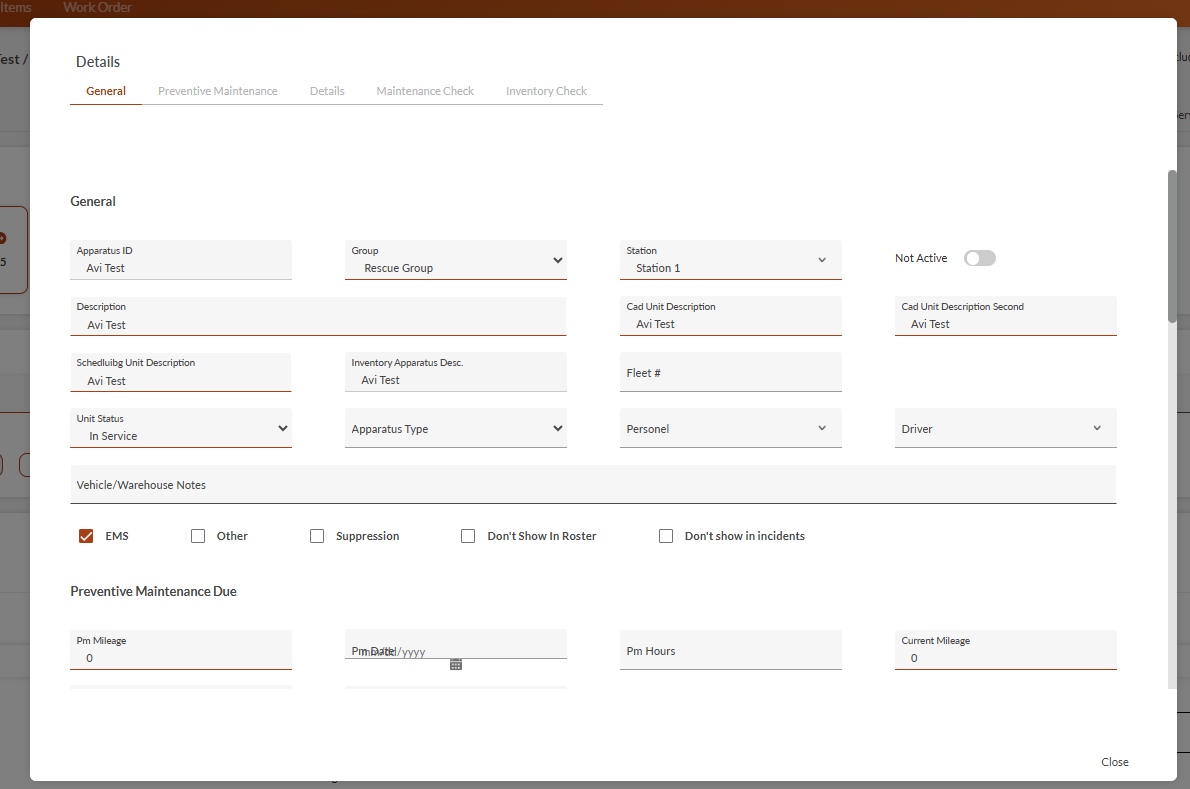 Items Work Order
Test /
Details
General Preventive Maintenance Details Maintenance Check Inventory Check
General
Apparatus ID Group Station
Avi Test Rescue Group Station 1 Not Active
Description Cad Unit Description Cad Unit Description Second
Avi Test Avi Test Avi Test
Schedluibg Unit Description Inventory Apparatus Desc.
Avi Test Avi Test Fleet #
Unit Status
In Service Apparatus Type Personel Driver
Vehicle/Warehouse Notes
EMS Other Suppression Don't Show In Roster Don't show in incidents
Preventive Maintenance Due
Pm Mileage Current Mileage
0 Pm Date mm/dd/yyyy Pm Hours 0
5
Close